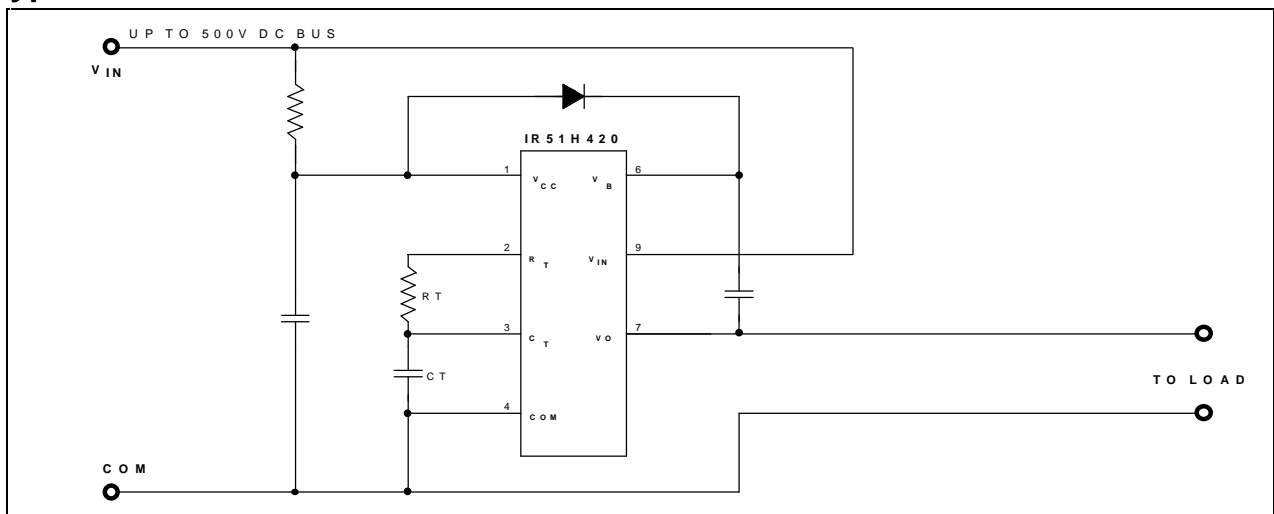 UP TO 500V DC BUS
VIN
IR51H420
1
VCC
VB
6
2
RT
VIN
9
RT
3
CT
VO
7
CT
TO LOAD
4
COM
COM